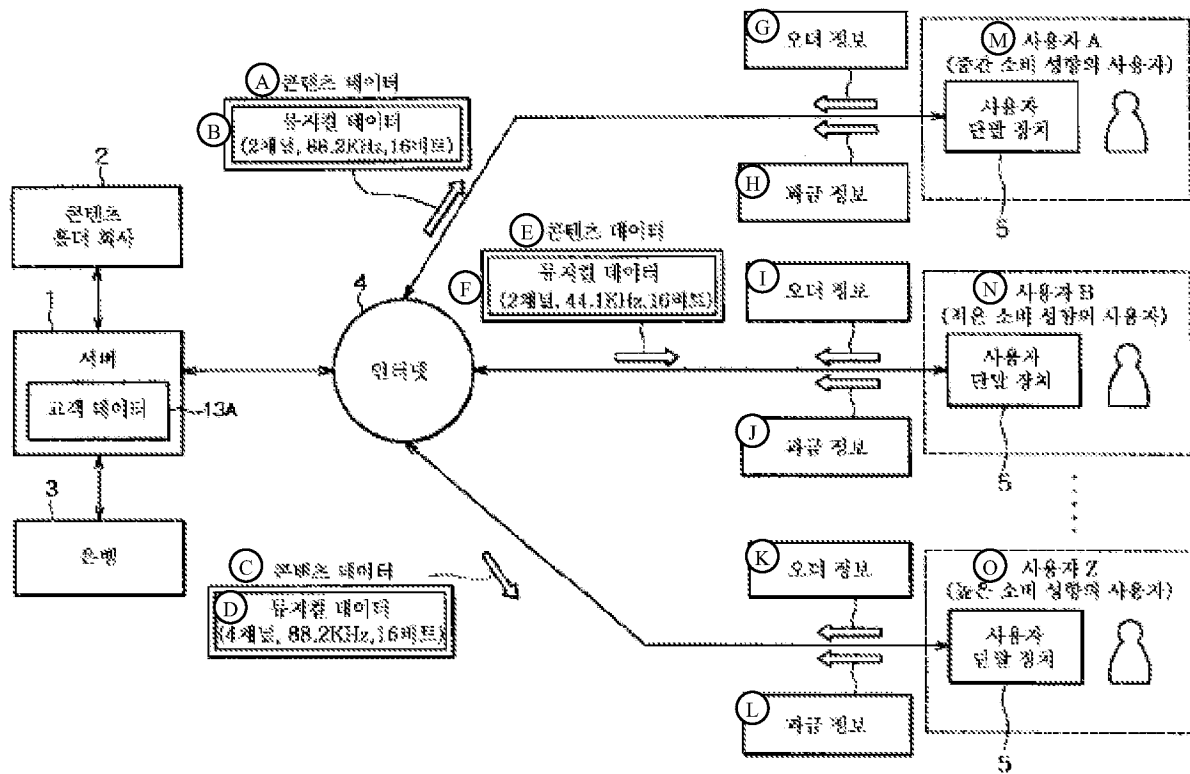 G 오더 정보
M 사용자 A
(중간 소비 성향의 사용자)
A 콘텐츠 데이터
B 뮤지컬 데이터
(2채널, 88.2KHz,16비트)
사용자
단말 장치
2
H 과금 정보
5
콘텐츠
홀더 회사
E 콘텐츠 데이터
F 뮤지컬 데이터
(2채널, 44.1KHz,16비트)
I 오더 정보
N 사용자 B
(적은 소비 성향의 사용자)
1
4
서버
고객 데이터
13A
인터넷
사용자
단말 장치
J 과금 정보
5
3
은행
K 오더 정보
O 사용자 Z
(높은 소비 성향의 사용자)
C 콘텐츠 데이터
D 뮤지컬 데이터
(4채널, 88.2KHz,16비트)
사용자
단말 장치
L 과금 정보
5